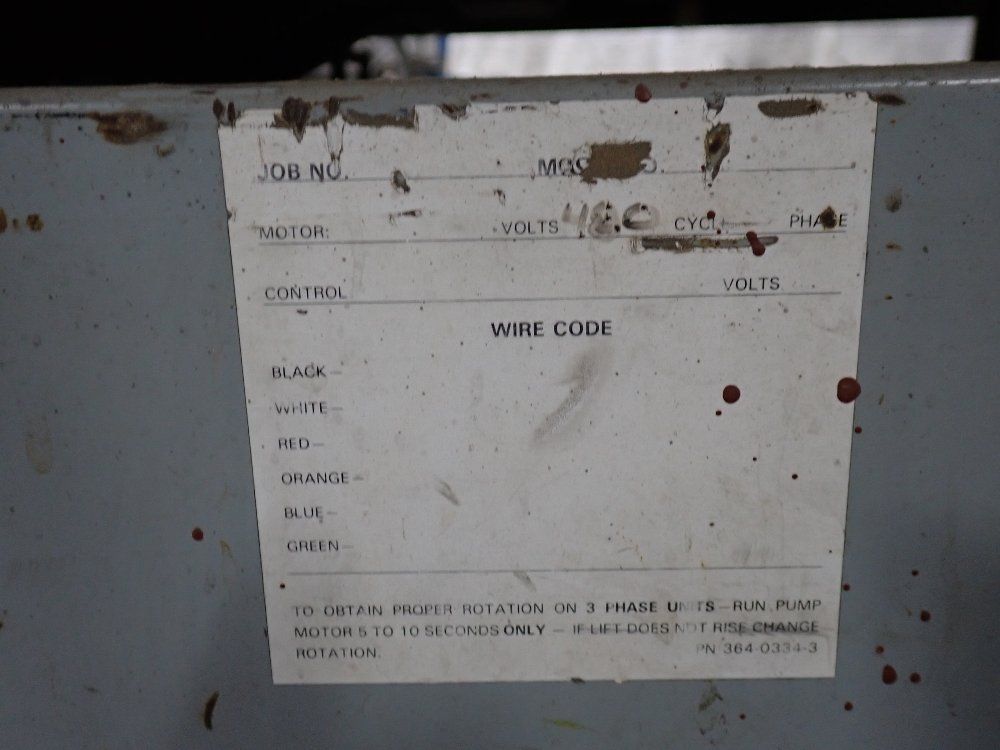 JOB NO.
MOTOR: VOLTS 480 CYCL PHASE
CONTROL VOLTS
WIRE CODE
BLACK—
WHITE—
RED—
ORANGE—
BLUE—
GREEN—
TO OBTAIN PROPER ROTATION ON 3 PHASE UNITS—RUN PUMP
MOTOR 5 TO 10 SECONDS ONLY — IF LIFT DOES NOT RISE CHANGE
ROTATION. PN 364-0334-3